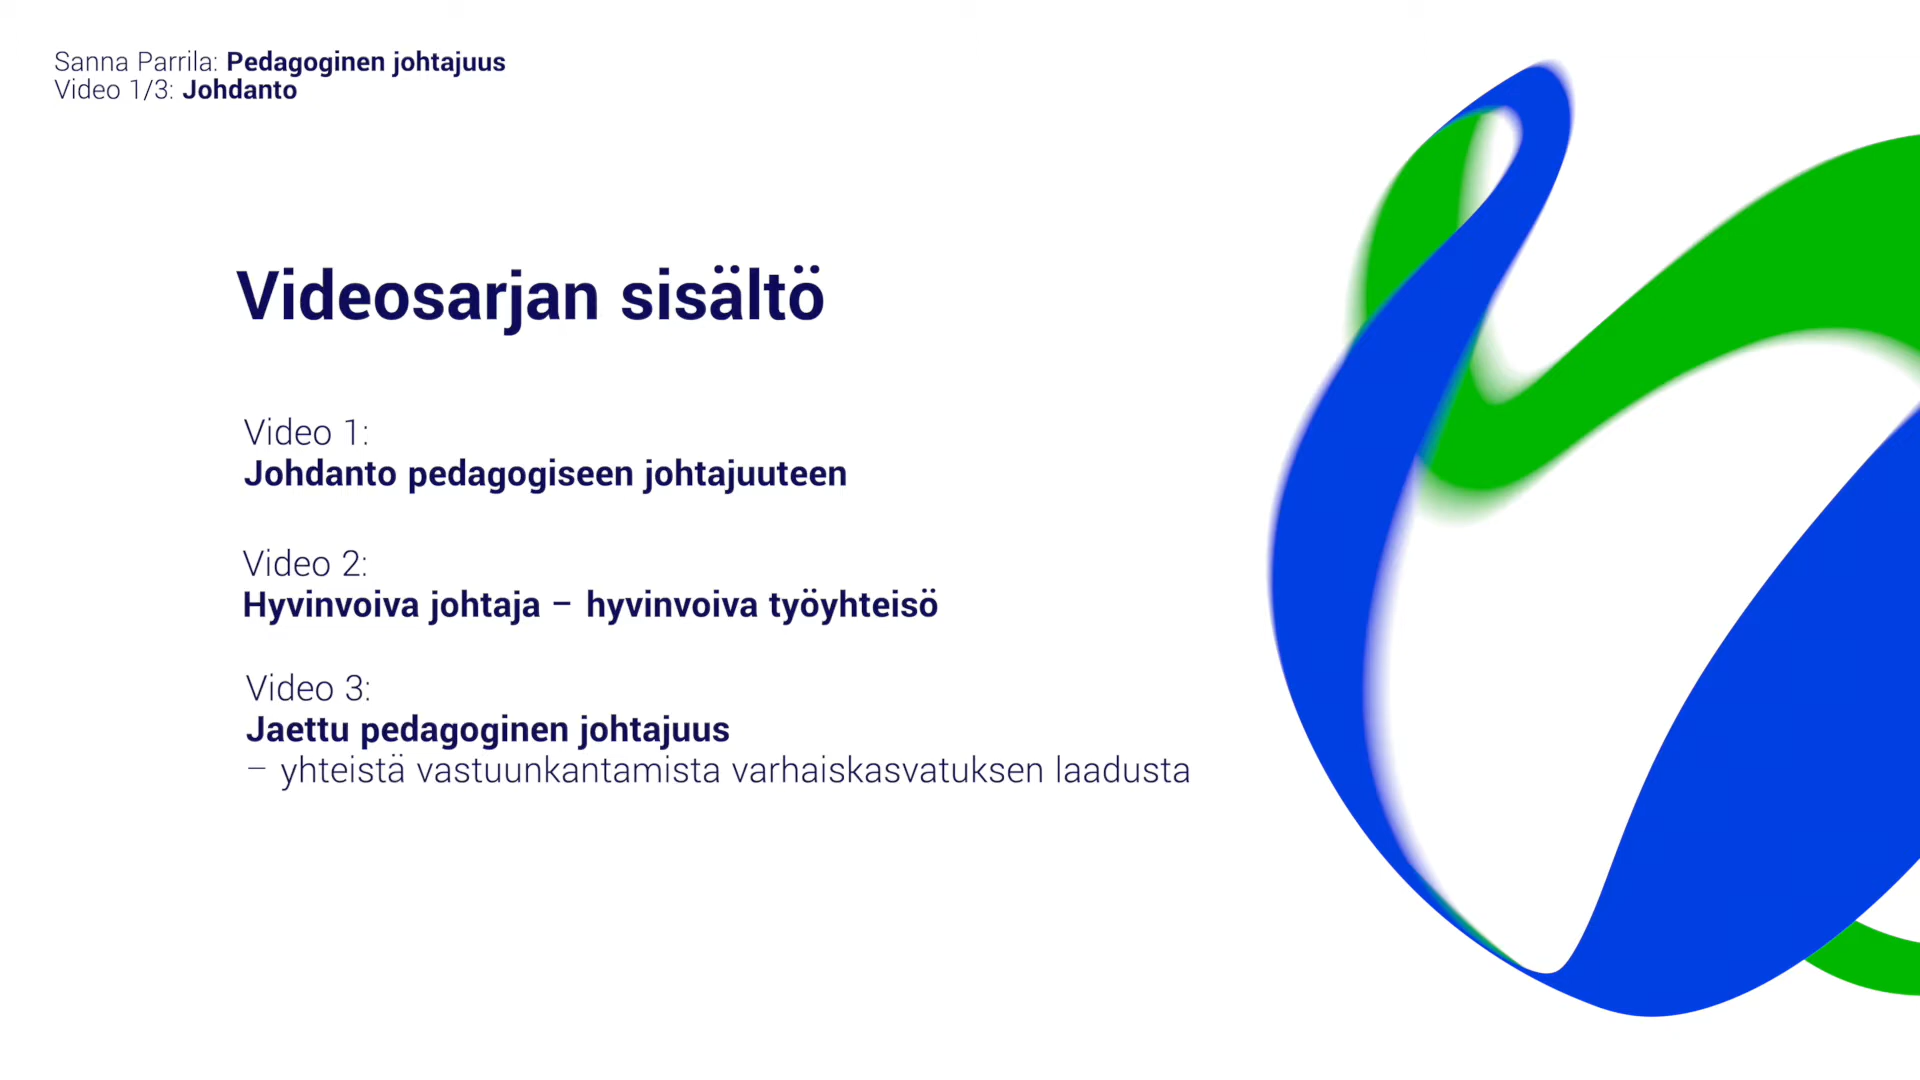 Sanna Parrila: Pedagoginen johtajuus
Video 1/3: Johdanto
Videosarjan sisältö
Video 1:
Johdanto pedagogiseen johtajuuteen
Video 2:
Hyvinvoiva johtaja – hyvinvoiva työyhteisö
Video 3:
Jaettu pedagoginen johtajuus
– yhteistä vastuunkantamista varhaiskasvatuksen laadusta